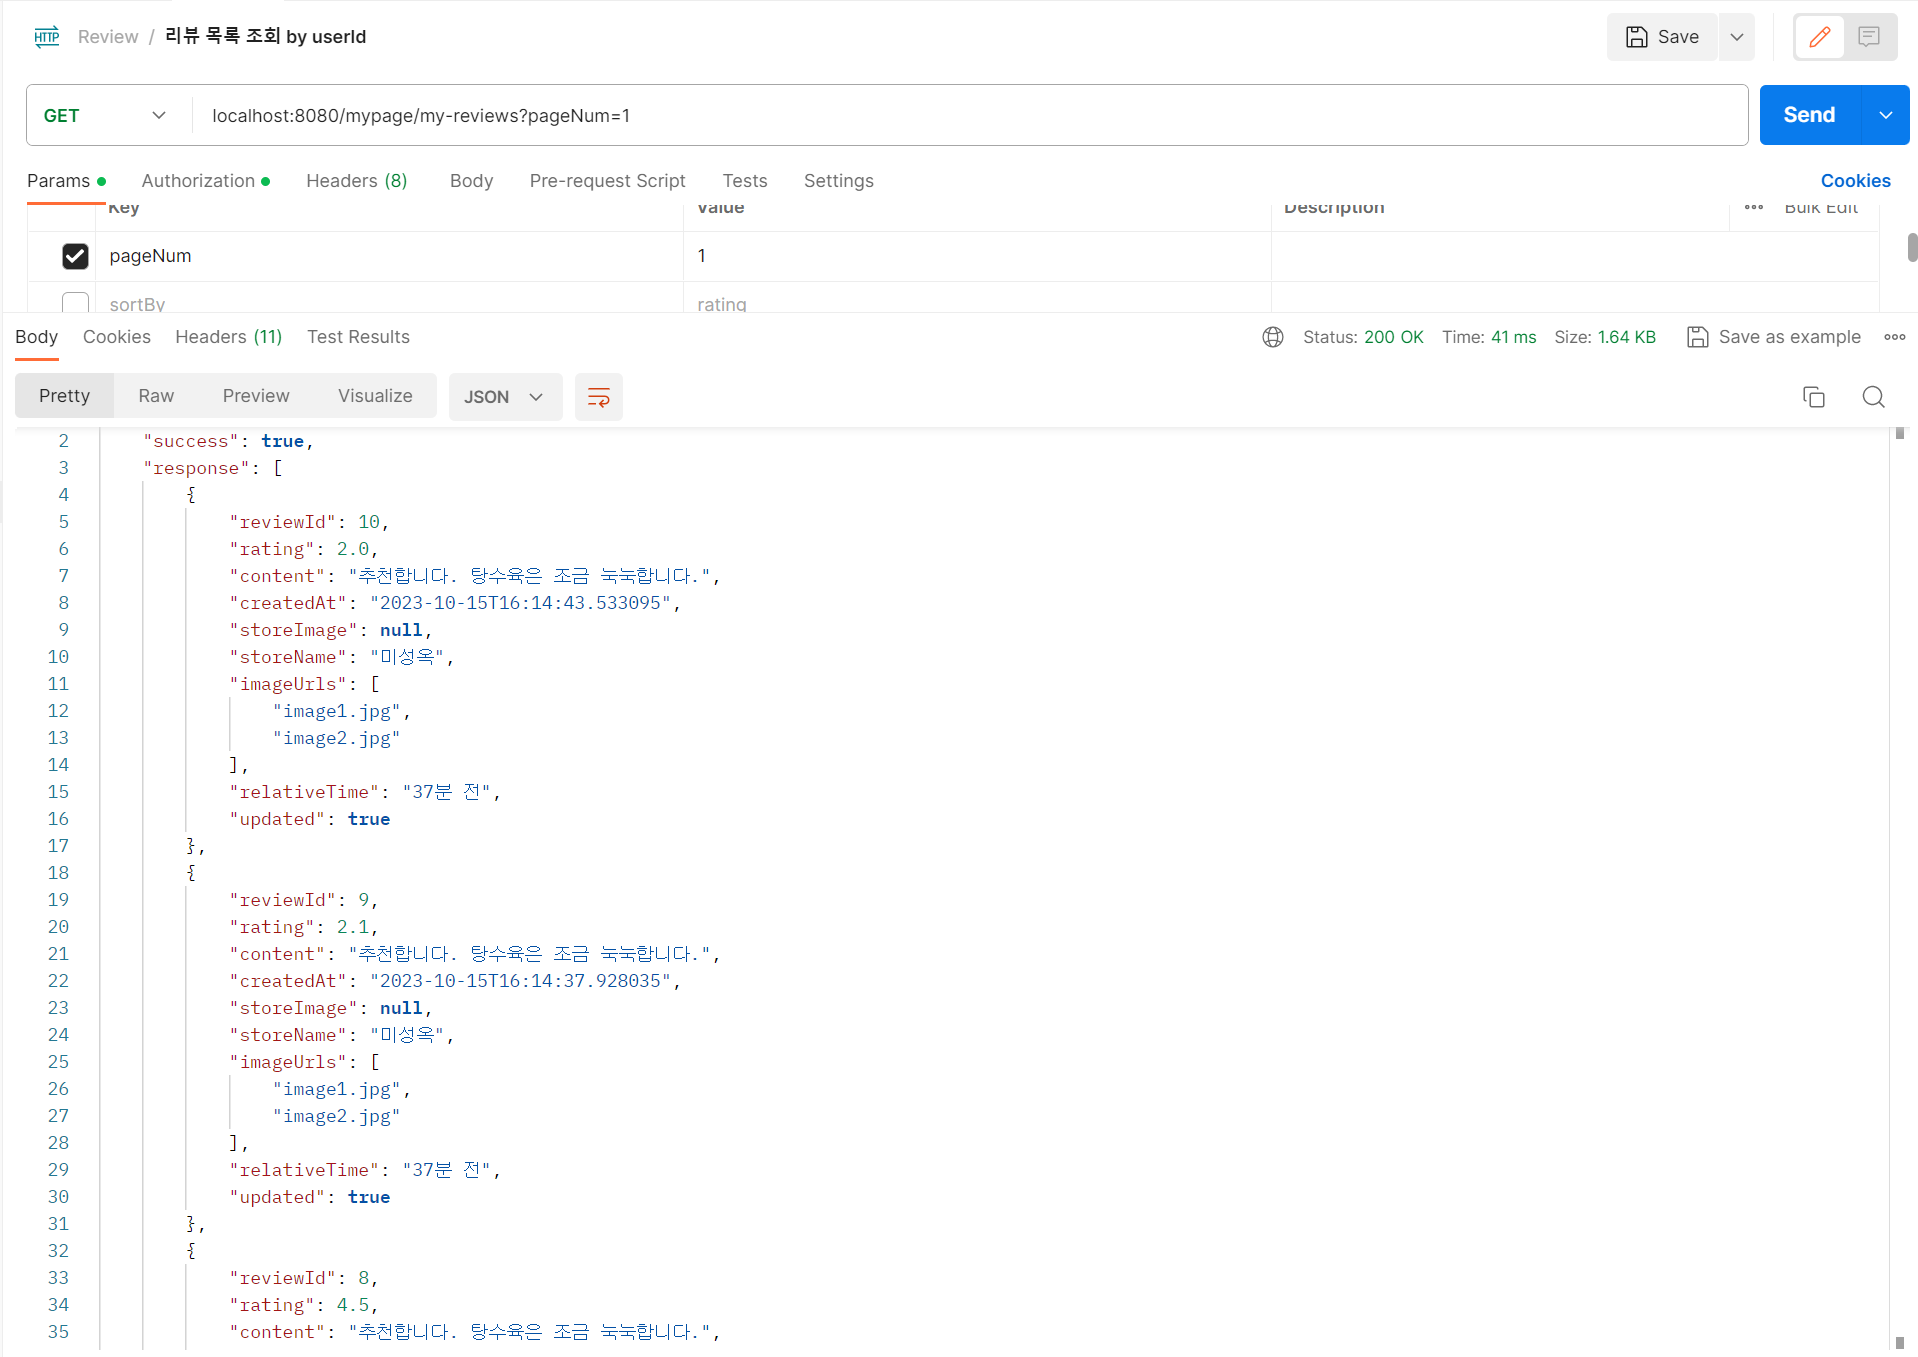 HTTP Review / 리뷰 목록 조회 by userId
Save
GET localhost:8080/mypage/my-reviews?pageNum=1
Send
Params Authorization Headers (8) Body Pre-request Script Tests Settings Cookies
Key Value Description Bulk Edit
pageNum 1
sortBy rating
Body Cookies Headers (11) Test Results Status: 200 OK Time: 41 ms Size: 1.64 KB Save as example
Pretty Raw Preview Visualize JSON
2 "success": true,
3 "response": [
4 {
5 "reviewId": 10,
6 "rating": 2.0,
7 "content": "추천합니다. 탕수육은 조금 눅눅합니다.",
8 "createdAt": "2023-10-15T16:14:43.533095",
9 "storeImage": null,
10 "storeName": "미성옥",
11 "imageUrls": [
12 "image1.jpg",
13 "image2.jpg"
14 ],
15 "relativeTime": "37분 전",
16 "updated": true
17 },
18 {
19 "reviewId": 9,
20 "rating": 2.1,
21 "content": "추천합니다. 탕수육은 조금 눅눅합니다.",
22 "createdAt": "2023-10-15T16:14:37.928035",
23 "storeImage": null,
24 "storeName": "미성옥",
25 "imageUrls": [
26 "image1.jpg",
27 "image2.jpg"
28 ],
29 "relativeTime": "37분 전",
30 "updated": true
31 },
32 {
33 "reviewId": 8,
34 "rating": 4.5,
35 "content": "추천합니다. 탕수육은 조금 눅눅합니다.",